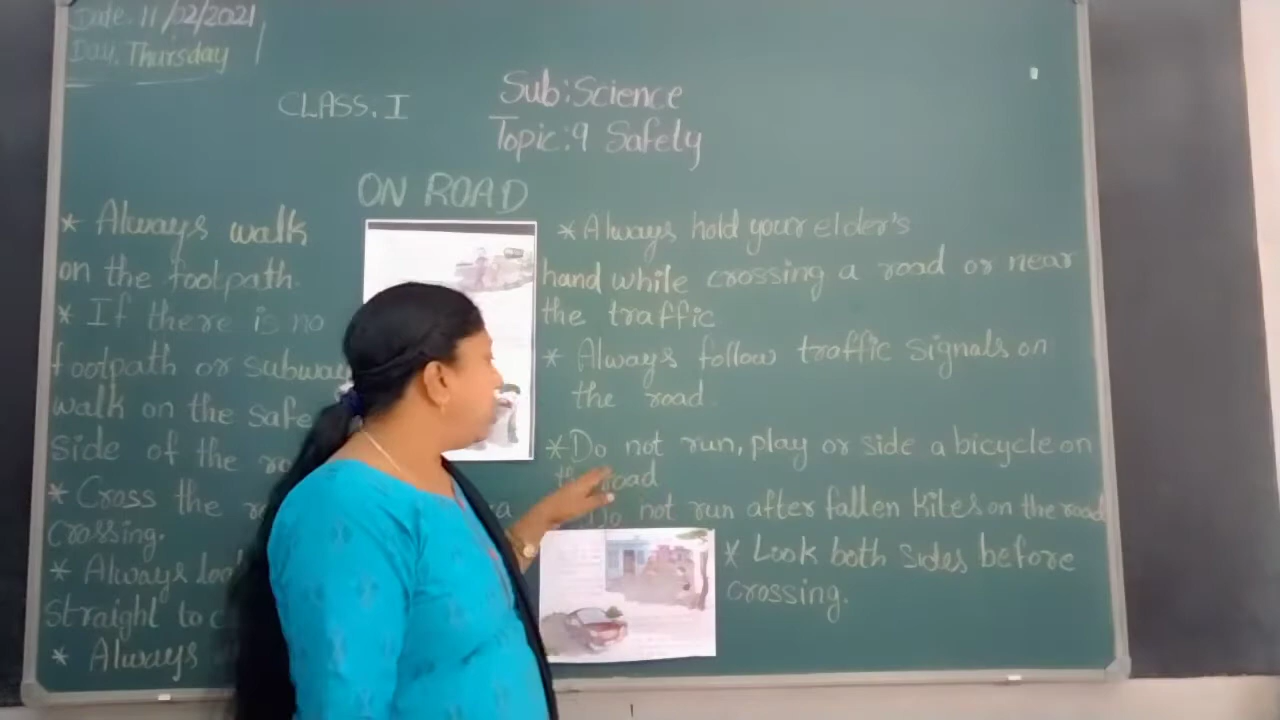 Date. 11/02/2021
Day. Thursday
CLASS. I
Sub: Science
Topic: 9 Safety
ON ROAD
* Always walk
on the footpath.
* If there is no
footpath or subway
walk on the safe
side of the
* Cross the
crossing.
* Always
straight to
* Always
* Always hold your elder's
hand while crossing a road or near
the traffic
* Always follow traffic signals on
the road.
* Do not run, play or side a bicycle on
the road
Do not run after fallen kites on the road
* Look both sides before
crossing.